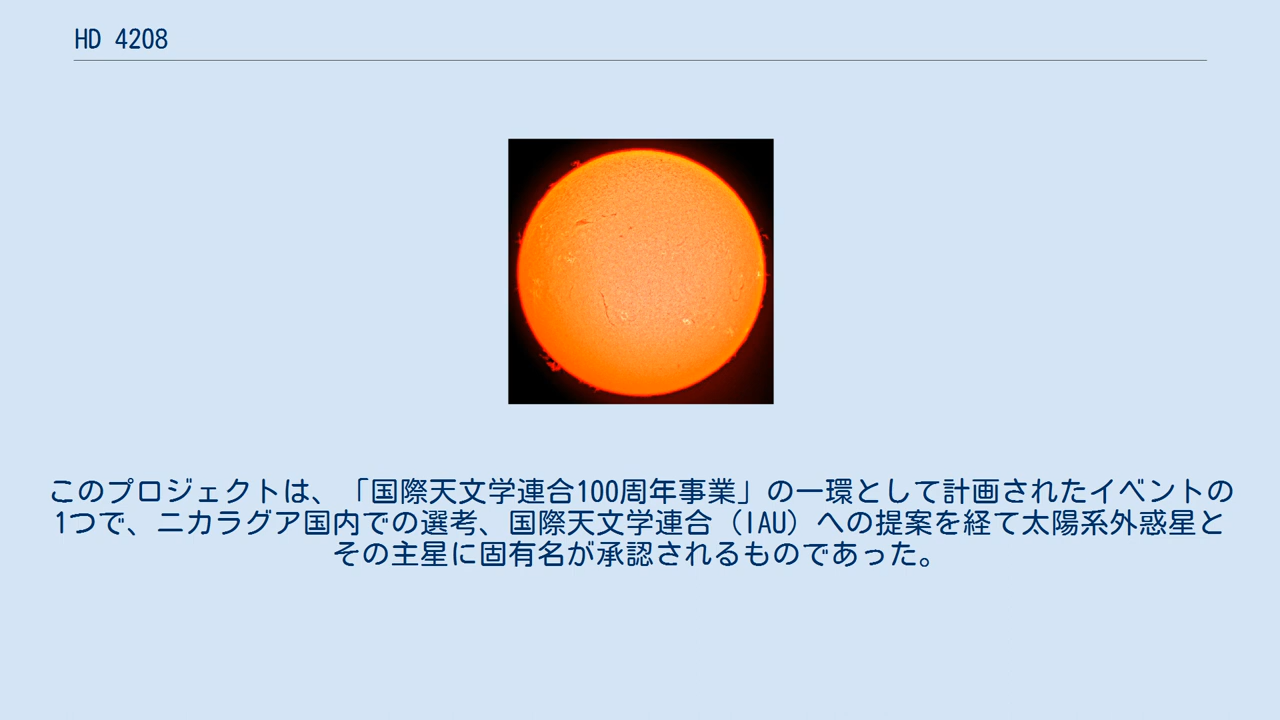 HD 4208
このプロジェクトは、「国際天文学連合100周年事業」の一環として計画されたイベントの
1つで、ニカラグア国内での選考、国際天文学連合（IAU）への提案を経て太陽系外惑星と
その主星に固有名が承認されるものであった。